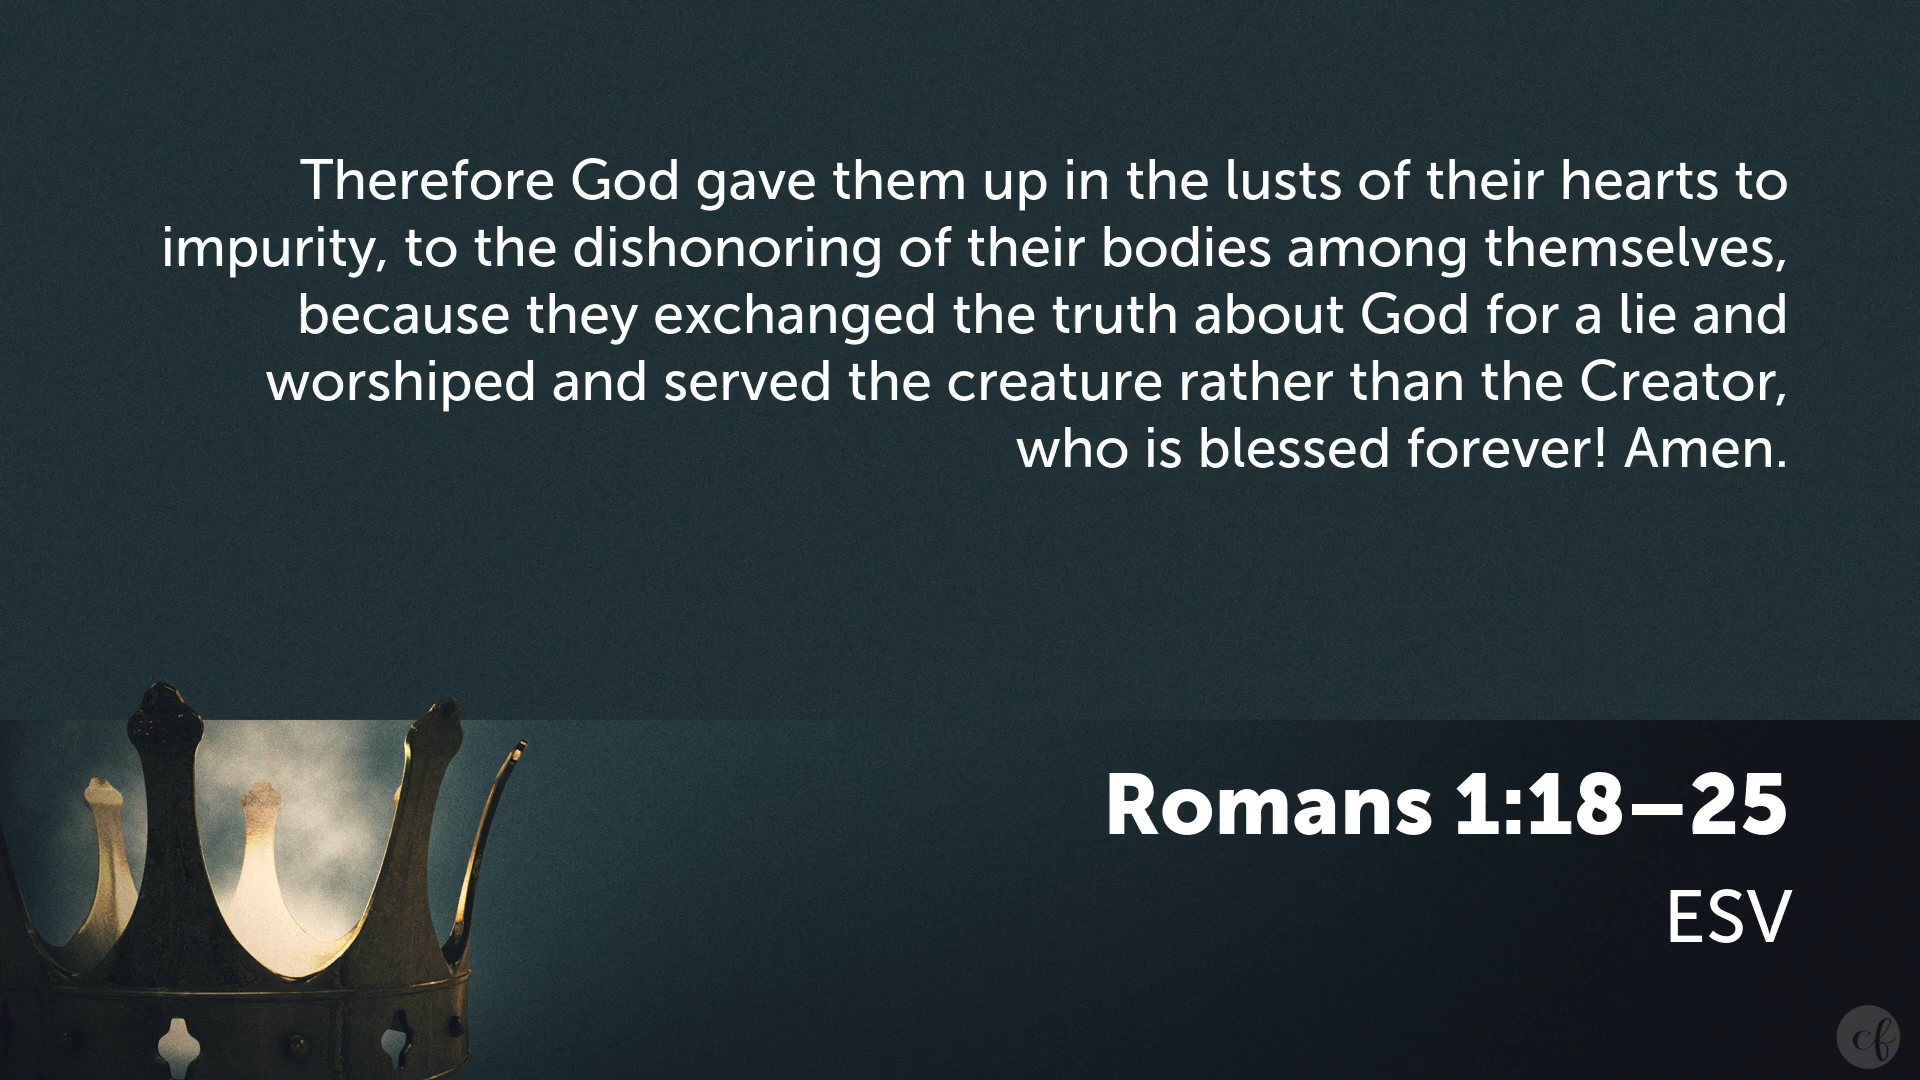 Therefore God gave them up in the lusts of their hearts to
impurity, to the dishonoring of their bodies among themselves,
because they exchanged the truth about God for a lie and
worshiped and served the creature rather than the Creator,
who is blessed forever! Amen.
Romans 1:18–25
ESV
cf